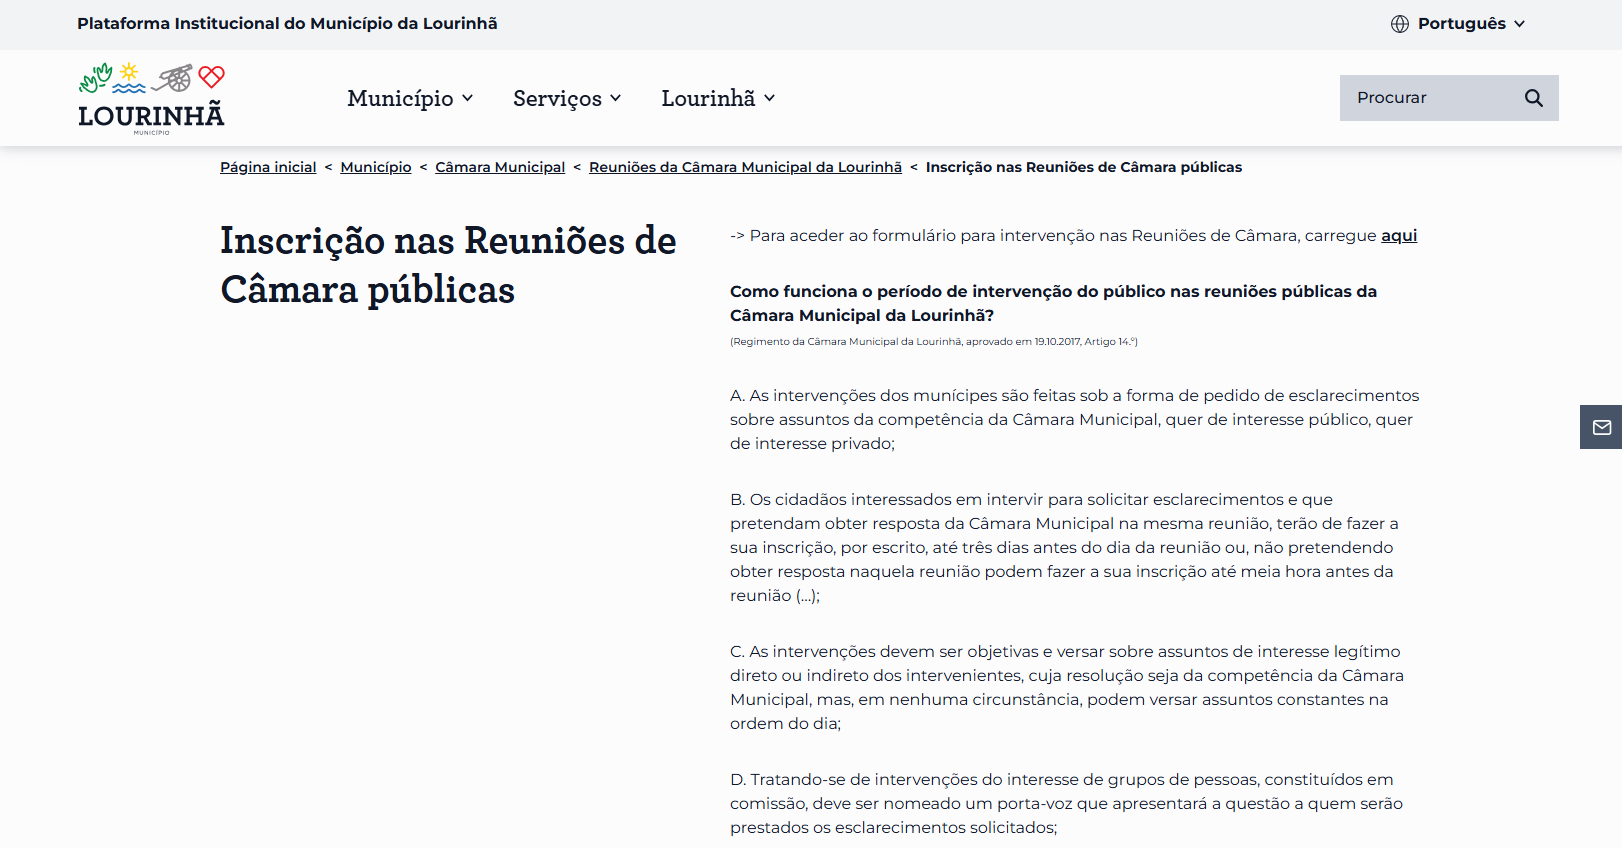 Plataforma Institucional do Município da Lourinhã
Português
LOURINHÃ
MUNICÍPIO
Município
Serviços
Lourinhã
Procurar
Página inicial < Município < Câmara Municipal < Reuniões da Câmara Municipal da Lourinhã < Inscrição nas Reuniões de Câmara públicas
Inscrição nas Reuniões de
Câmara públicas
-> Para aceder ao formulário para intervenção nas Reuniões de Câmara, carregue aqui
Como funciona o período de intervenção do público nas reuniões públicas da
Câmara Municipal da Lourinhã?
(Regimento da Câmara Municipal da Lourinhã, aprovado em 19.10.2017, Artigo 14.º)
A. As intervenções dos munícipes são feitas sob a forma de pedido de esclarecimentos
sobre assuntos da competência da Câmara Municipal, quer de interesse público, quer
de interesse privado;
B. Os cidadãos interessados em intervir para solicitar esclarecimentos e que
pretendam obter resposta da Câmara Municipal na mesma reunião, terão de fazer a
sua inscrição, por escrito, até três dias antes do dia da reunião ou, não pretendendo
obter resposta naquela reunião podem fazer a sua inscrição até meia hora antes da
reunião (...);
C. As intervenções devem ser objetivas e versar sobre assuntos de interesse legítimo
direto ou indireto dos intervenientes, cuja resolução seja da competência da Câmara
Municipal, mas, em nenhuma circunstância, podem versar assuntos constantes na
ordem do dia;
D. Tratando-se de intervenções do interesse de grupos de pessoas, constituídos em
comissão, deve ser nomeado um porta-voz que apresentará a questão a quem serão
prestados os esclarecimentos solicitados;